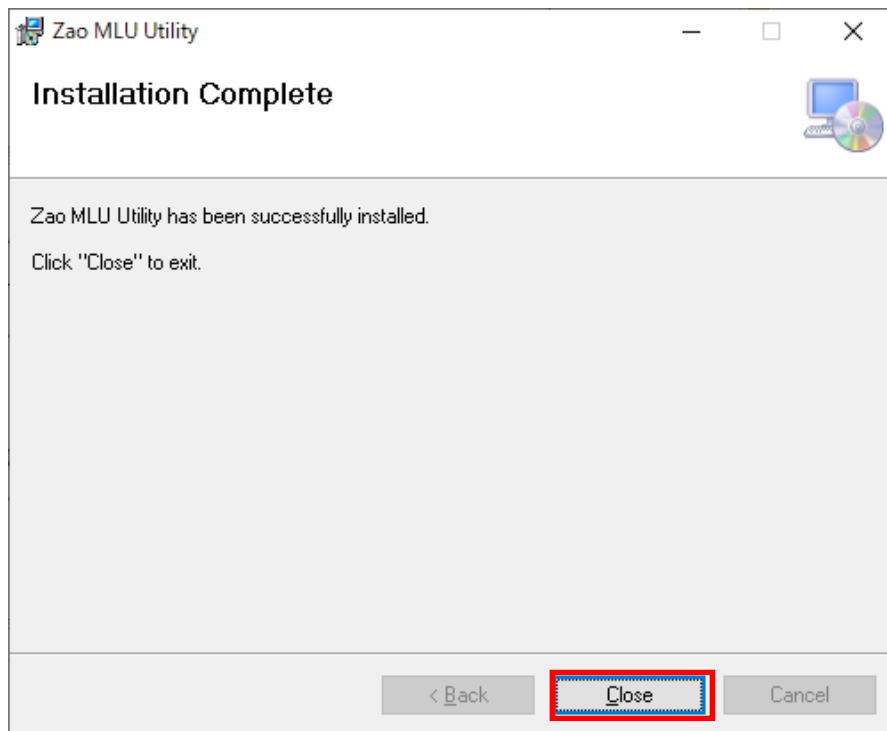 Zao MLU Utility
Installation Complete
Zao MLU Utility has been successfully installed.
Click "Close" to exit.
< Back
Close
Cancel